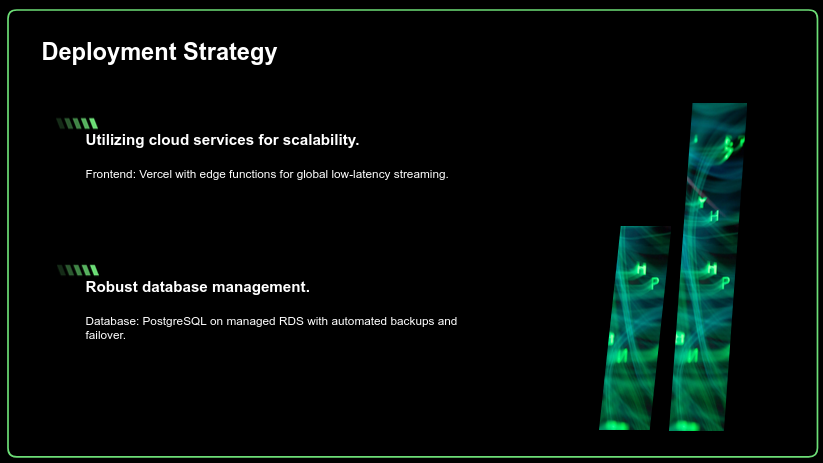 Deployment Strategy
Utilizing cloud services for scalability.
Frontend: Vercel with edge functions for global low-latency streaming.
Robust database management.
Database: PostgreSQL on managed RDS with automated backups and
failover.
Y
H
H
P
H
P